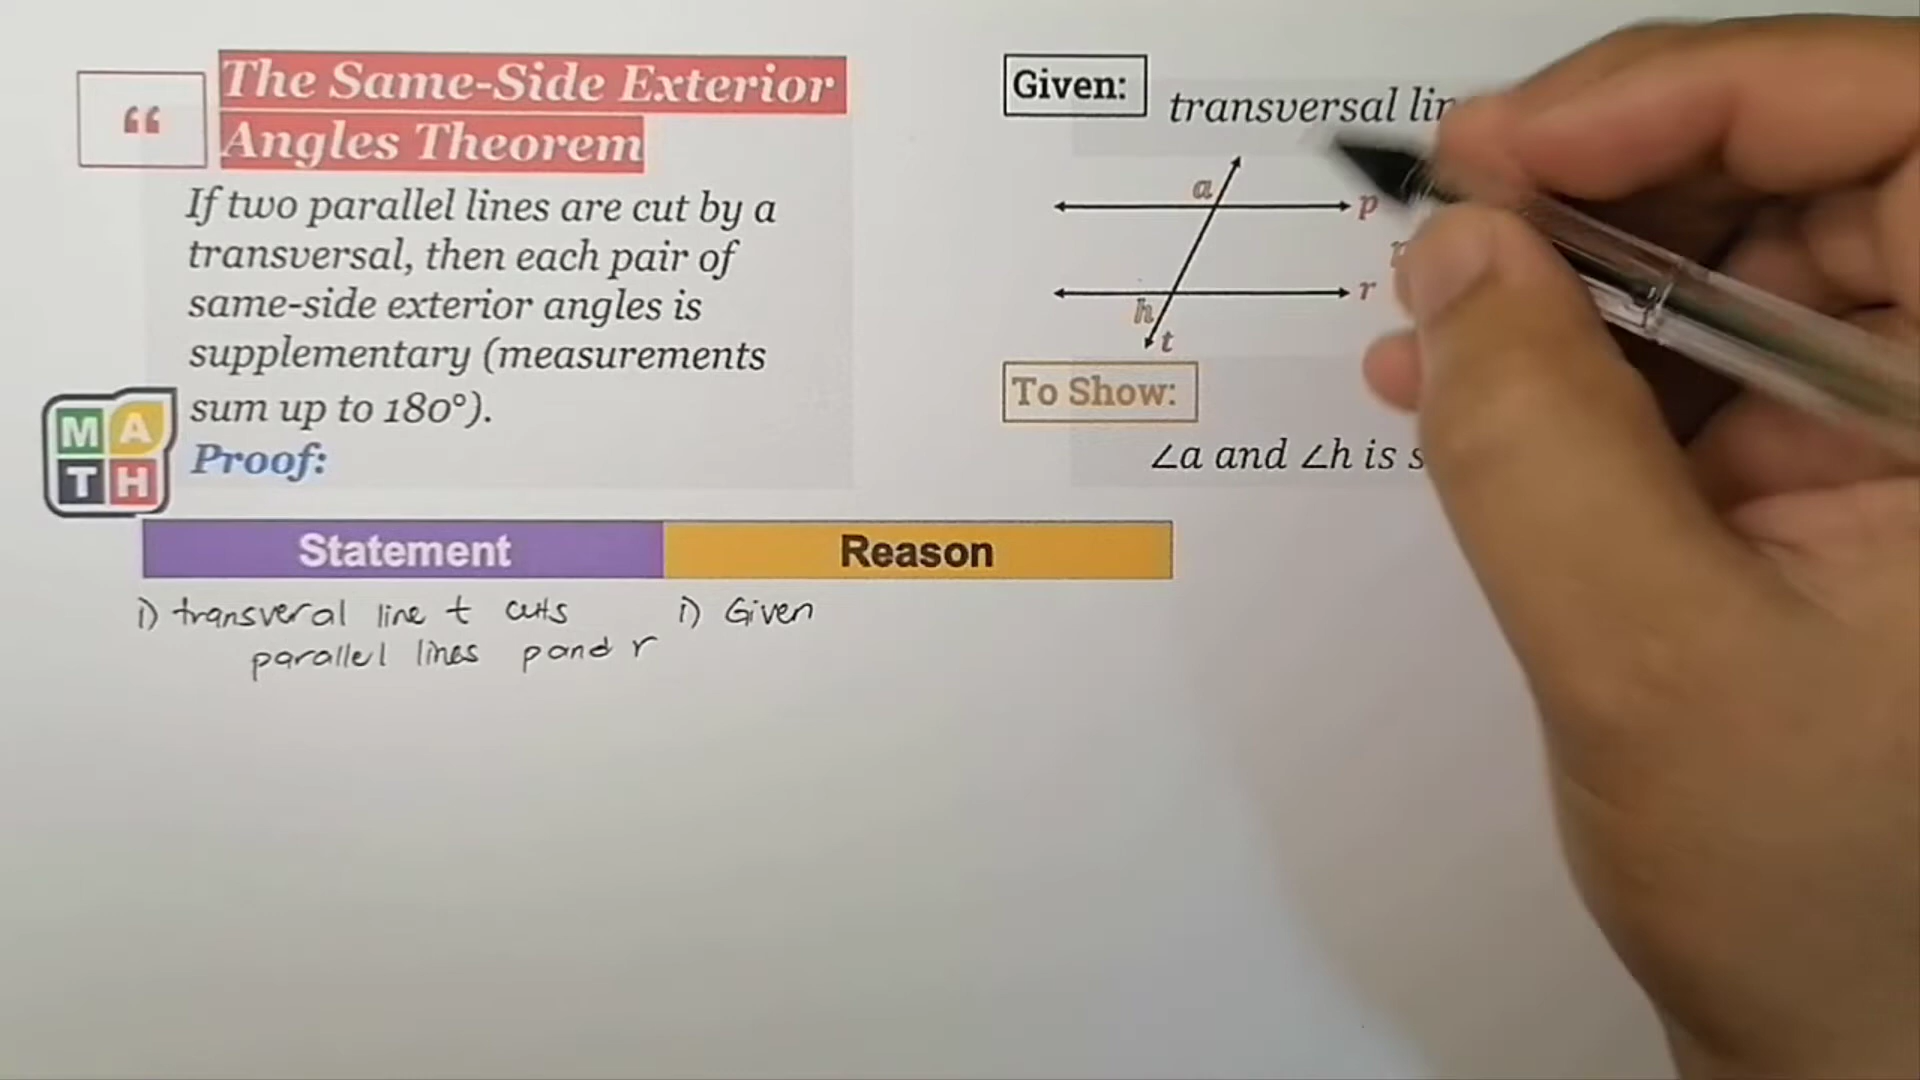 “
The Same-Side Exterior
Angles Theorem
If two parallel lines are cut by a
transversal, then each pair of
same-side exterior angles is
supplementary (measurements
sum up to 180°).
Proof:
M A
T H
Given:
transversal
a
p
r
h
t
To Show:
∠a and ∠h is
Statement
Reason
1) transveral line t cuts
parallel lines p and r
1) Given